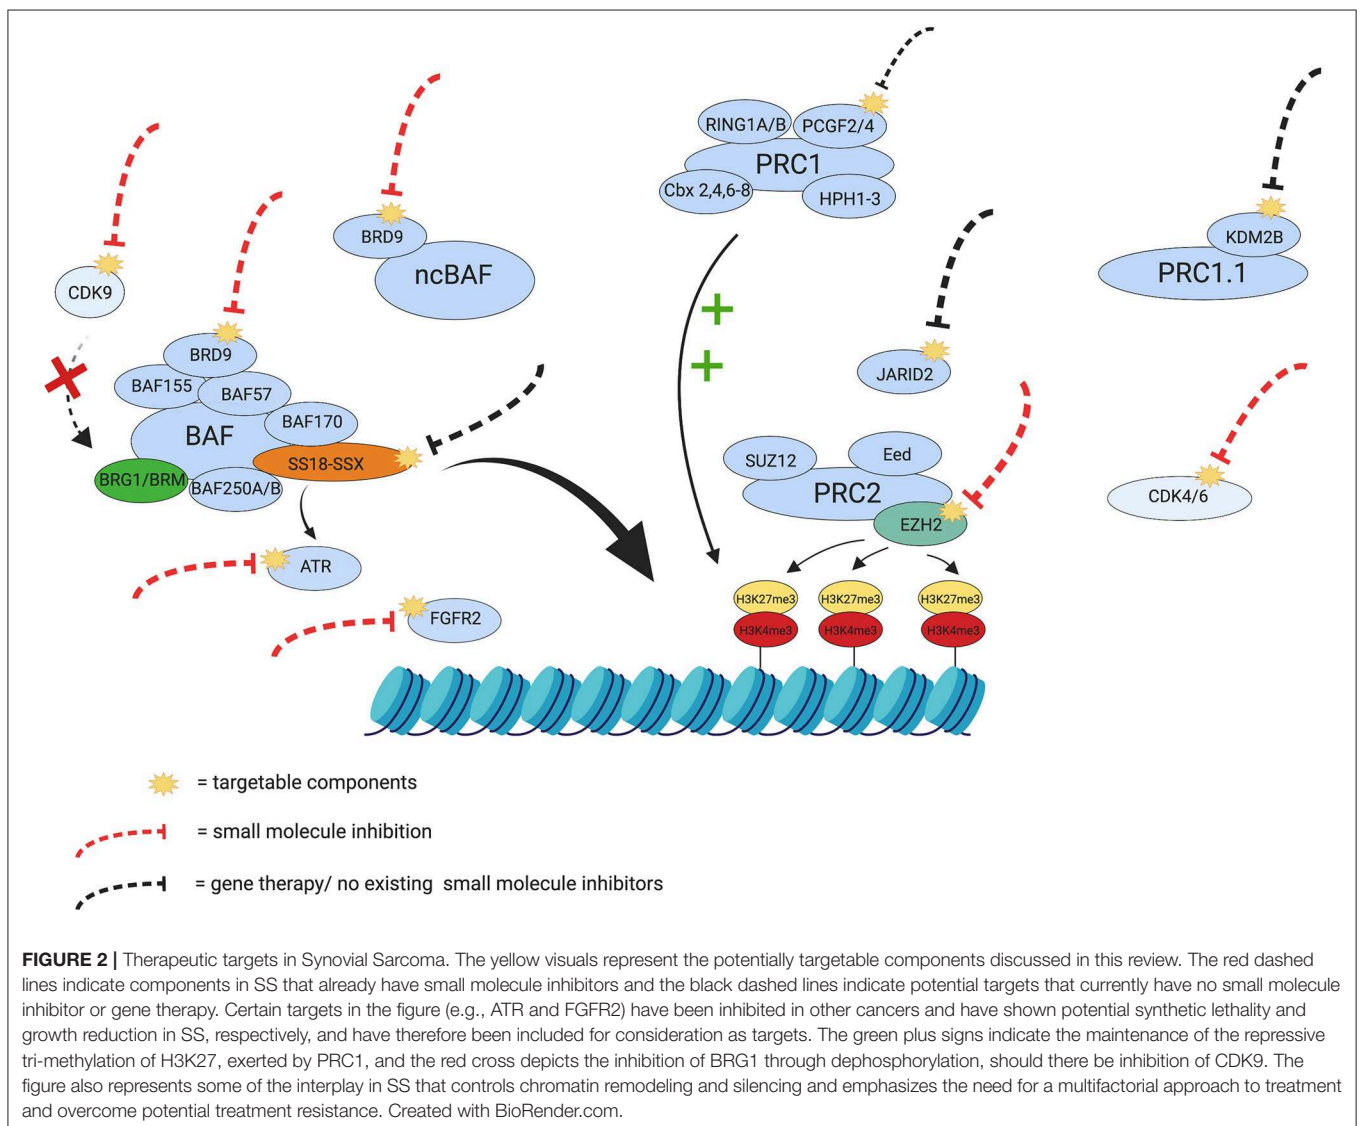 RING1A/B
PCGF2/4
PRC1
Cbx 2,4,6-8
HPH1-3
BRD9
ncBAF
KDM2B
PRC1.1
CDK9
BRD9
BAF155
BAF57
BAF170
BAF
SS18-SSX
BRG1/BRM
BAF250A/B
JARID2
SUZ12
Eed
PRC2
EZH2
CDK4/6
ATR
FGFR2
H3K27me3
H3K27me3
H3K27me3
H3K4me3
H3K4me3
H3K4me3
= targetable components
= small molecule inhibition
= gene therapy/ no existing small molecule inhibitors
FIGURE 2 | Therapeutic targets in Synovial Sarcoma. The yellow visuals represent the potentially targetable components discussed in this review. The red dashed
lines indicate components in SS that already have small molecule inhibitors and the black dashed lines indicate potential targets that currently have no small molecule
inhibitor or gene therapy. Certain targets in the figure (e.g., ATR and FGFR2) have been inhibited in other cancers and have shown potential synthetic lethality and
growth reduction in SS, respectively, and have therefore been included for consideration as targets. The green plus signs indicate the maintenance of the repressive
tri-methylation of H3K27, exerted by PRC1, and the red cross depicts the inhibition of BRG1 through dephosphorylation, should there be inhibition of CDK9. The
figure also represents some of the interplay in SS that controls chromatin remodeling and silencing and emphasizes the need for a multifactorial approach to treatment
and overcome potential treatment resistance. Created with BioRender.com.